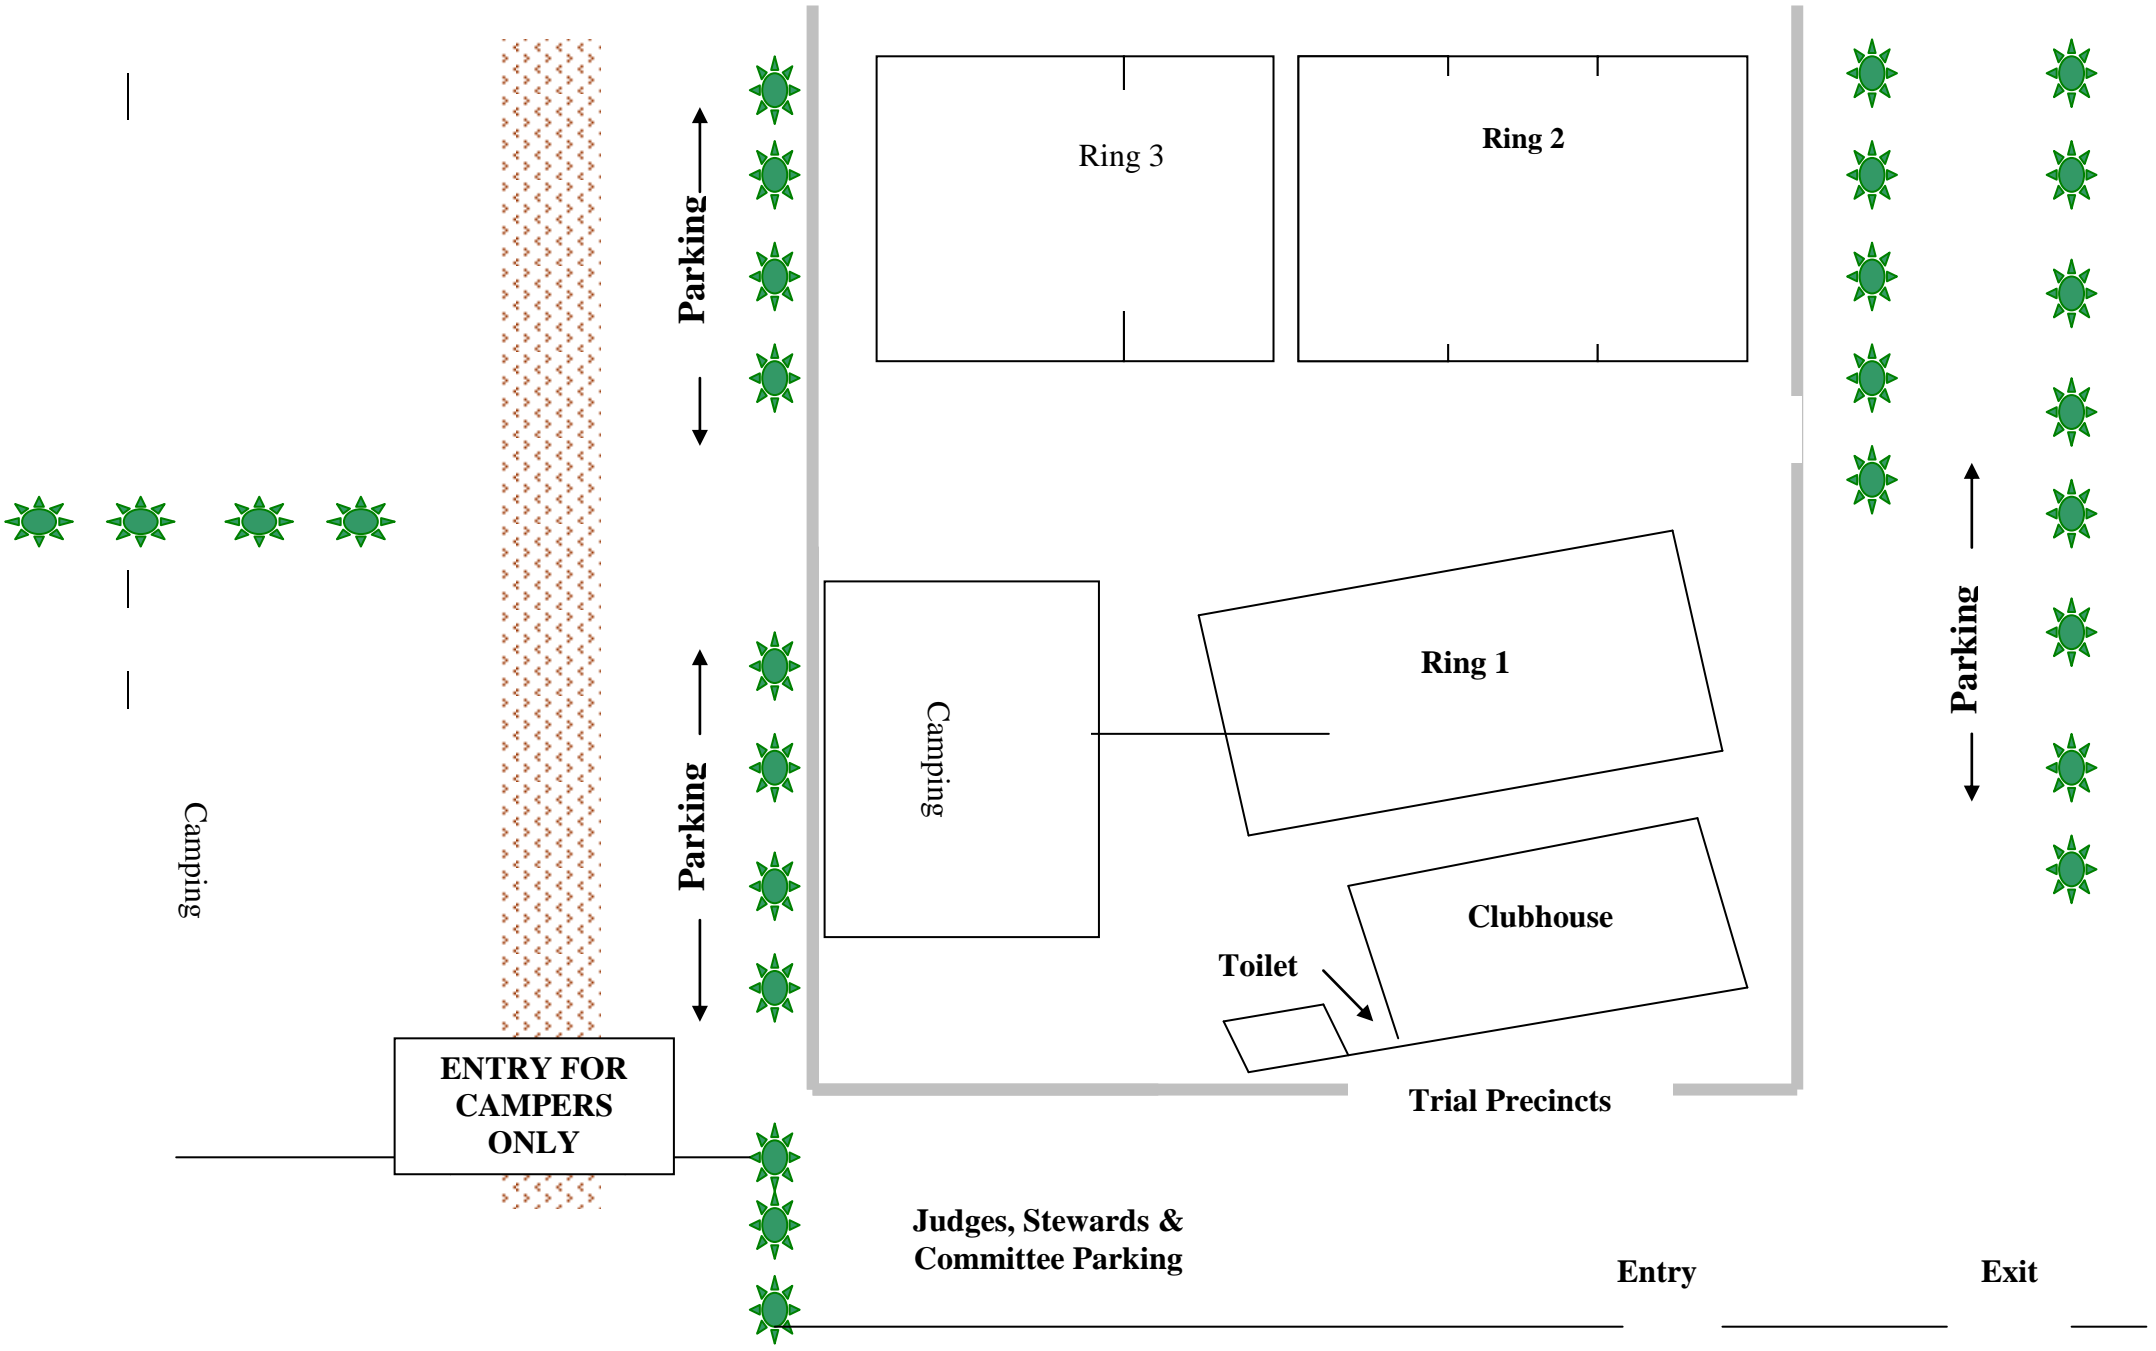 Ring 3
Ring 2
Parking
Parking
Ring 1
Camping
Parking
Camping
Clubhouse
Toilet
ENTRY FOR
CAMPERS
ONLY
Trial Precincts
Judges, Stewards &
Committee Parking
Entry
Exit